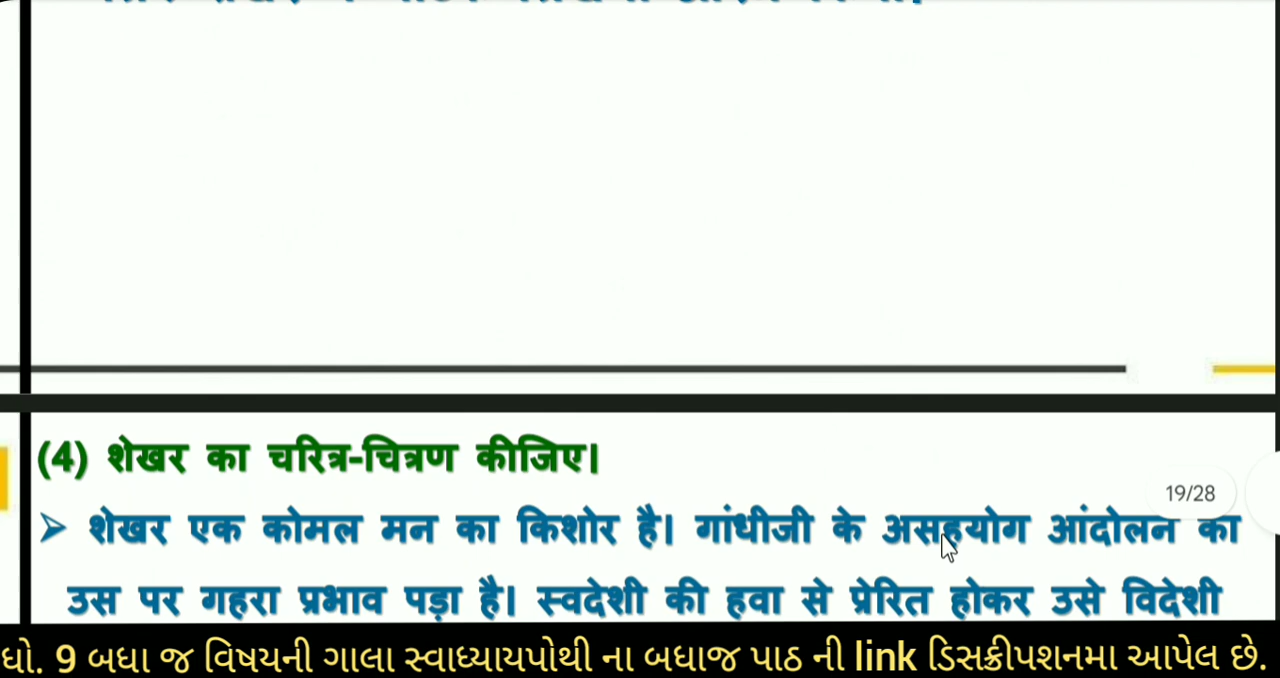 (4) शेखर का चरित्र-चित्रण कीजिए।
19/28
➢ शेखर एक कोमल मन का किशोर है। गांधीजी के असहयोग आंदोलन का
उस पर गहरा प्रभाव पड़ा है। स्वदेशी की हवा से प्रेरित होकर उसे विदेशी
ધો. 9 બધા જ વિષયની ગાલા સ્વાધ્યાયપોથી ના બધાજ પાઠ ની link ડિસક્રીપશનમા આપેલ છે.